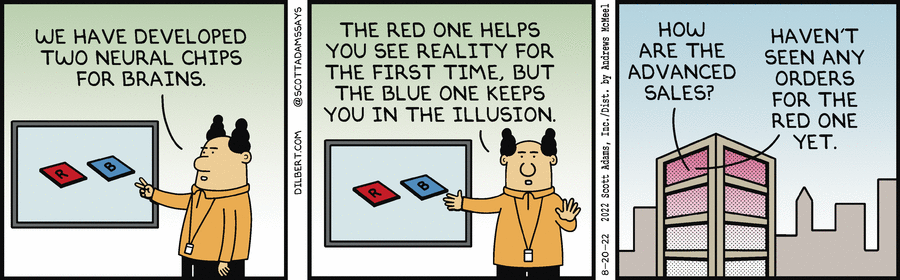 WE HAVE DEVELOPED
TWO NEURAL CHIPS
FOR BRAINS.
R
B
DILBERT.COM
@SCOTTADAMSSAYS
THE RED ONE HELPS
YOU SEE REALITY FOR
THE FIRST TIME, BUT
THE BLUE ONE KEEPS
YOU IN THE ILLUSION.
R
B
8-20-22 2022 Scott Adams, Inc./Dist. by Andrews McMeel
HOW
ARE THE
ADVANCED
SALES?
HAVEN'T
SEEN ANY
ORDERS
FOR THE
RED ONE
YET.